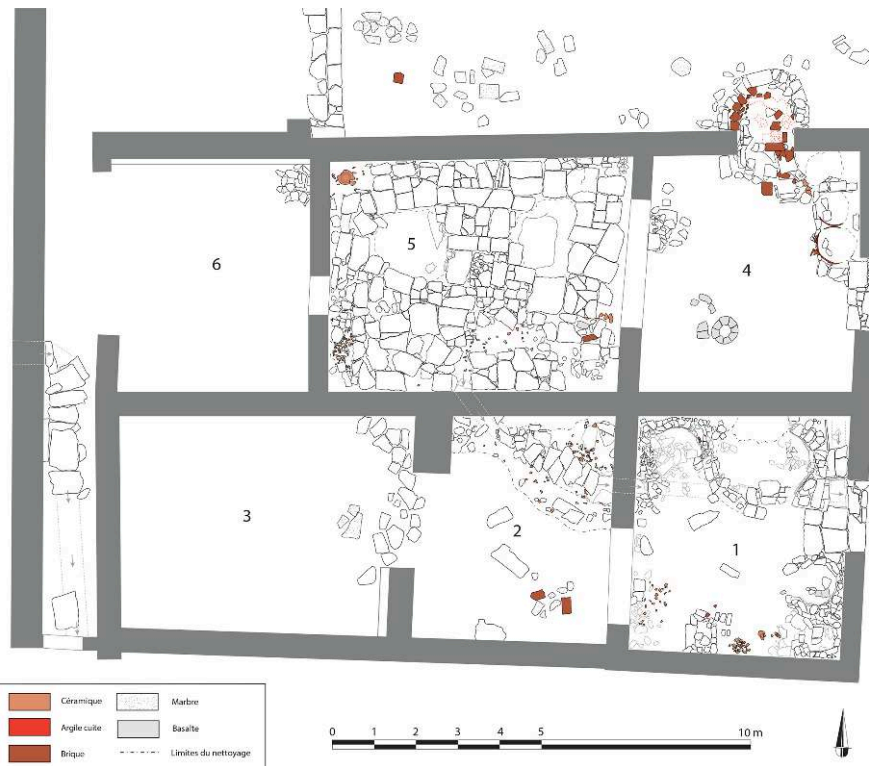 5
6
4
3
2
1
Céramique
Marbre
Argile cuite
Basalte
Brique
Limites du nettoyage
0 1 2 3 4 5 10 m